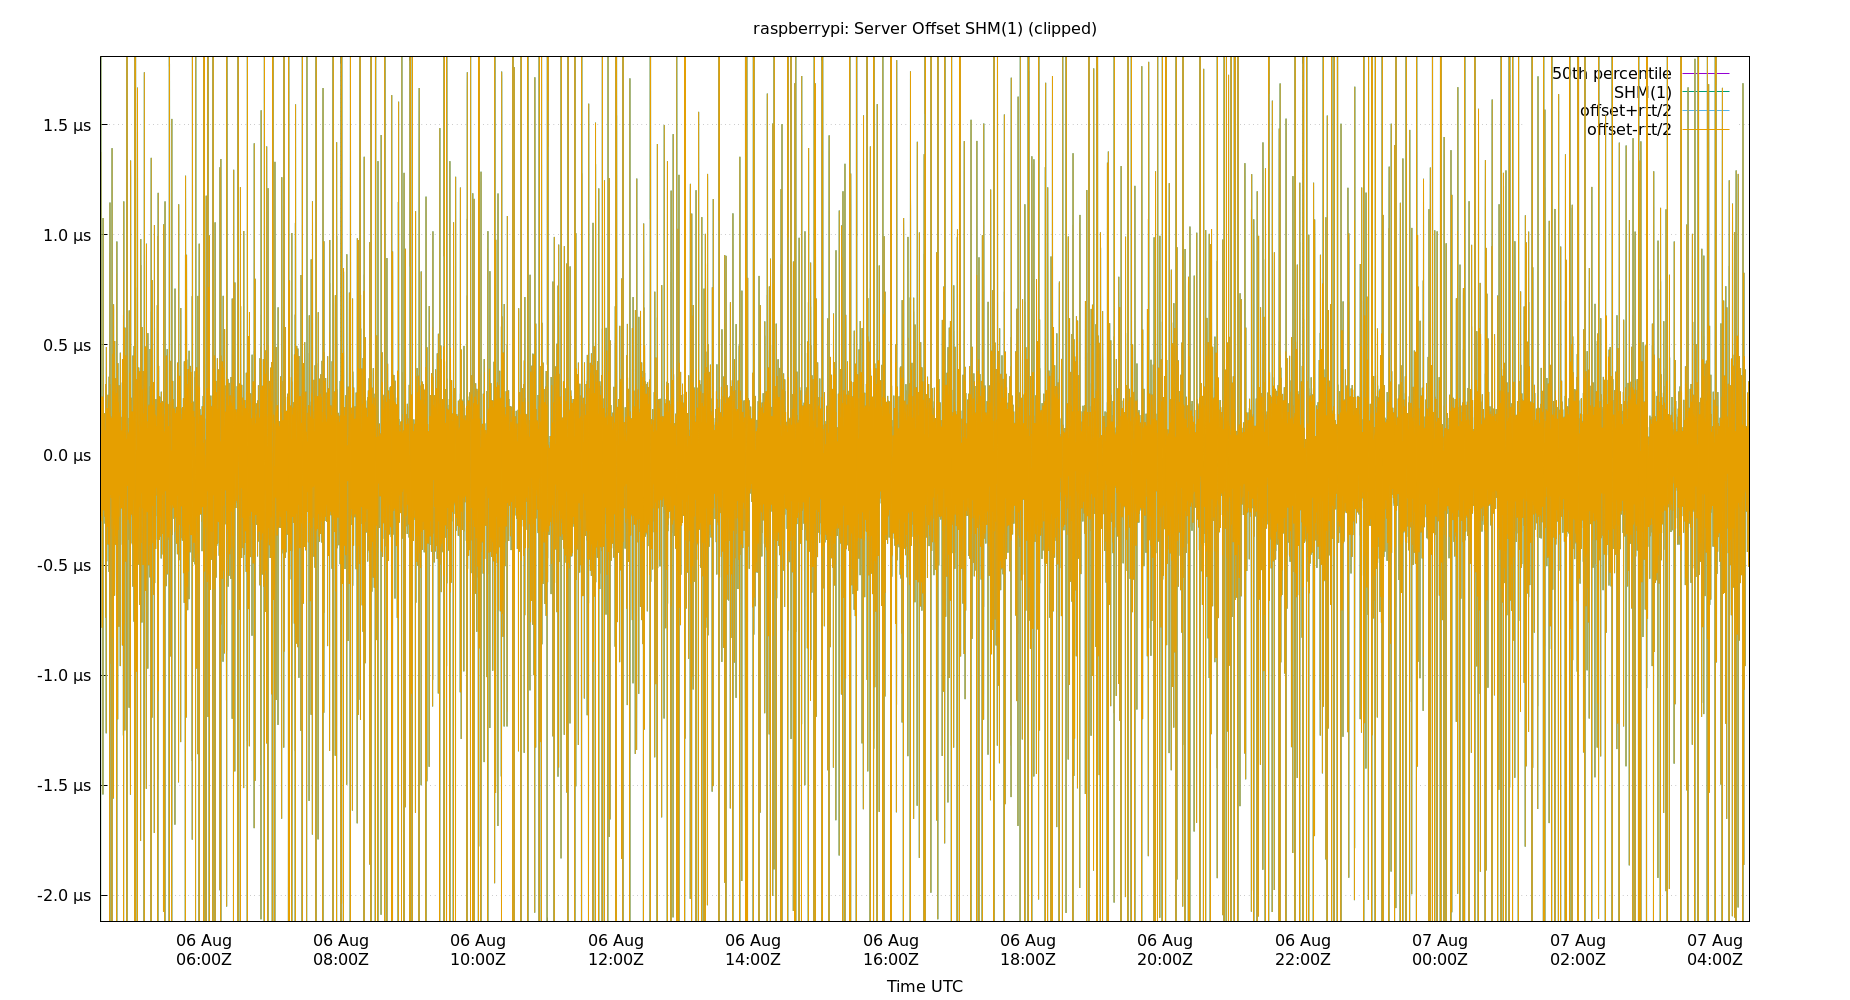 raspberrypi: Server Offset SHM(1) (clipped)
50th percentile
SHM(1)
offset+rtt/2
offset-rtt/2
1.5 µs
1.0 µs
0.5 µs
0.0 µs
-0.5 µs
-1.0 µs
-1.5 µs
-2.0 µs
06 Aug 06 Aug 06 Aug 06 Aug 06 Aug 06 Aug 06 Aug 06 Aug 06 Aug 07 Aug 07 Aug 07 Aug
06:00Z 08:00Z 10:00Z 12:00Z 14:00Z 16:00Z 18:00Z 20:00Z 22:00Z 00:00Z 02:00Z 04:00Z
Time UTC